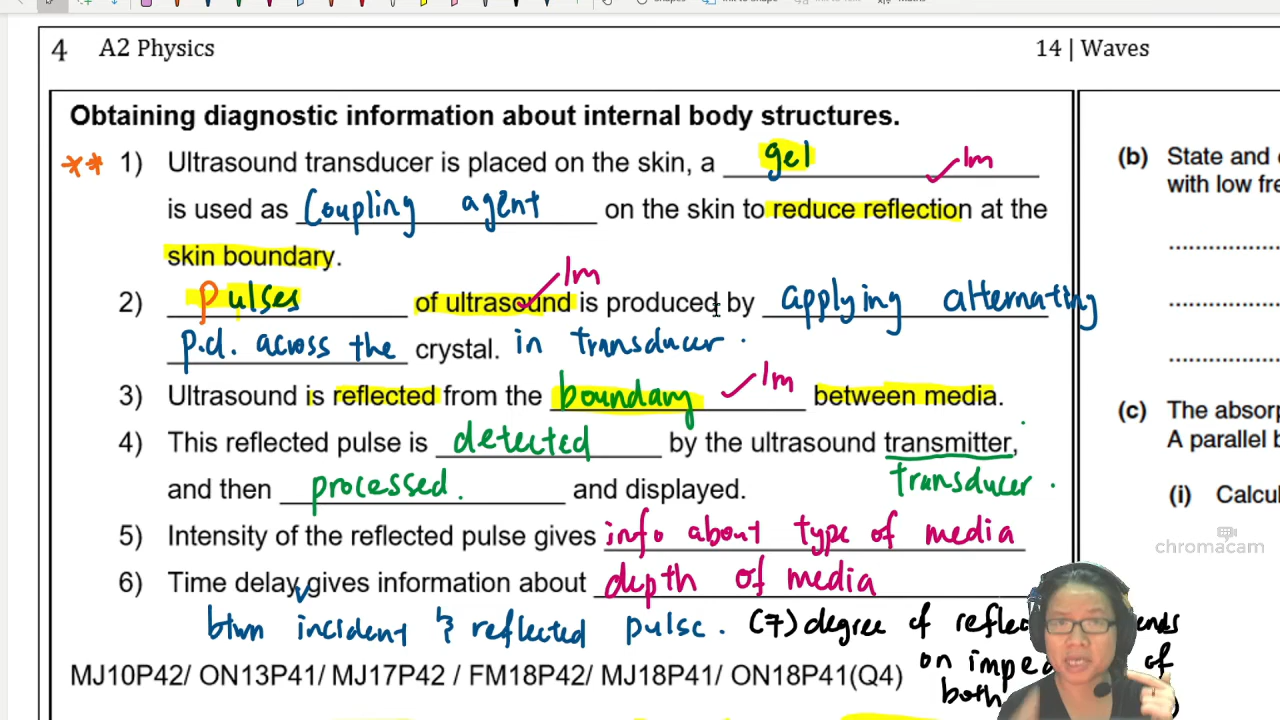 4 A2 Physics 14 | Waves
Obtaining diagnostic information about internal body structures.
** 1) Ultrasound transducer is placed on the skin, a gel 1m
is used as Coupling agent on the skin to reduce reflection at the
skin boundary.
1m
2) Pulses of ultrasound is produced by applying alternating
p.d. across the crystal. in transducer.
3) Ultrasound is reflected from the boundary 1m between media.
4) This reflected pulse is detected by the ultrasound transmitter,
transducer.
and then processed. and displayed.
5) Intensity of the reflected pulse gives info about type of media
6) Time delay gives information about depth of media
btwn incident & reflected pulse. (7) degree of
on of
both
MJ10P42/ ON13P41/ MJ17P42 / FM18P42/ MJ18P41/ ON18P41(Q4)
(b) State and
with low
(c) The
A parallel
(i)
chromacam